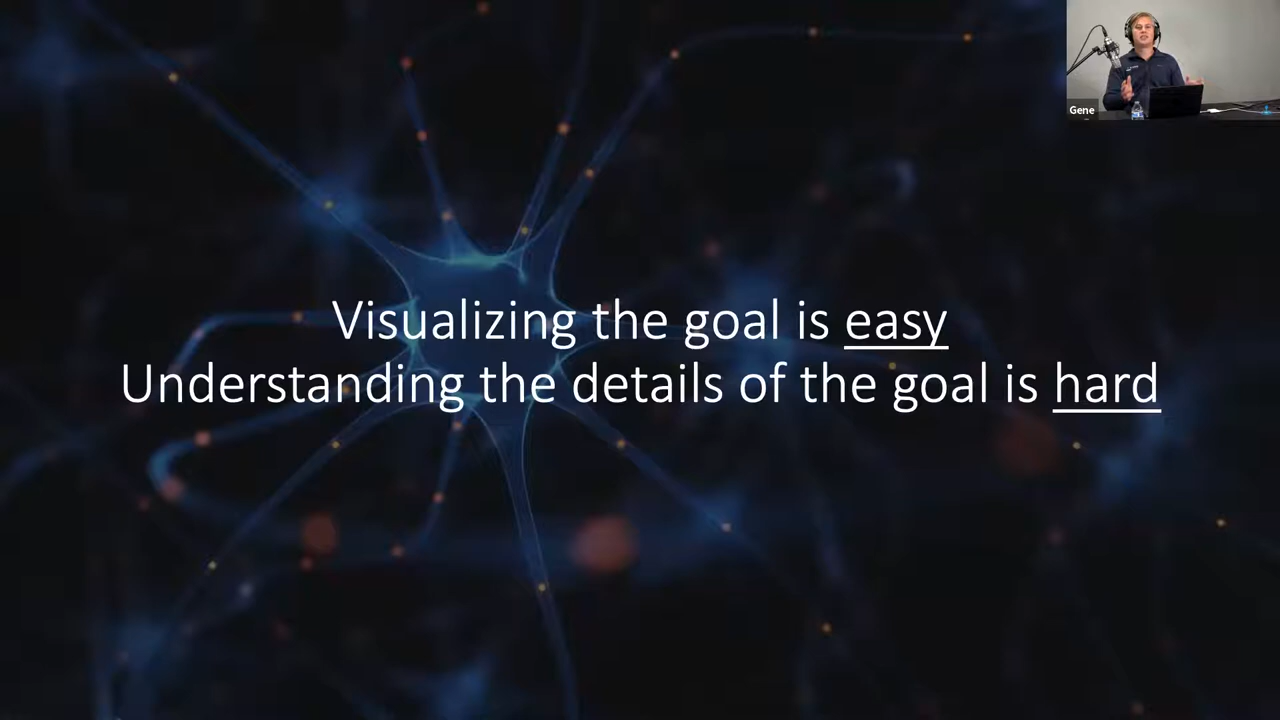 Gene
Visualizing the goal is easy
Understanding the details of the goal is hard